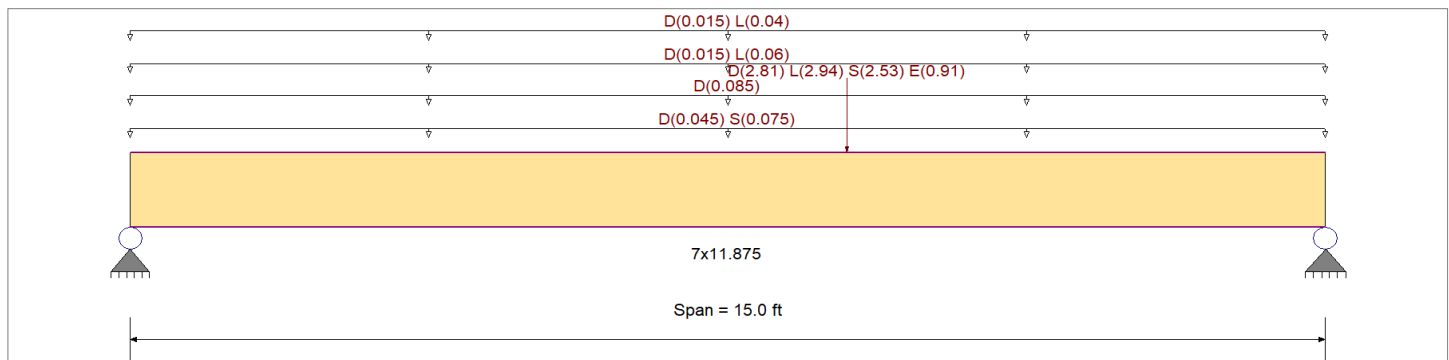 D(0.015) L(0.04)
D(0.015) L(0.06)
D(2.81) L(2.94) S(2.53) E(0.91)
D(0.085)
D(0.045) S(0.075)
7x11.875
Span = 15.0 ft